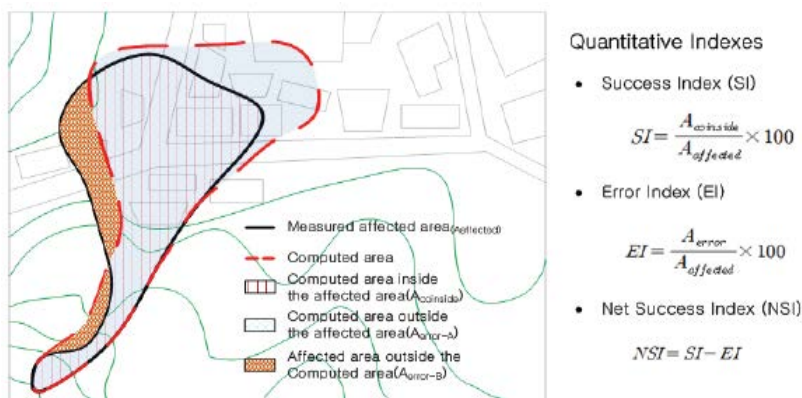 Quantitative Indexes
• Success Index (SI)
SI = A_coinside / A_affected × 100
• Error Index (EI)
EI = A_error / A_affected × 100
• Net Success Index (NSI)
NSI = SI − EI
Measured affected area(Aeffected)
Computed area
Computed area inside
the affected area(Acoinside)
Computed area outside
the affected area(Aerror-A)
Affected area outside the
Computed area(Aerror-B)